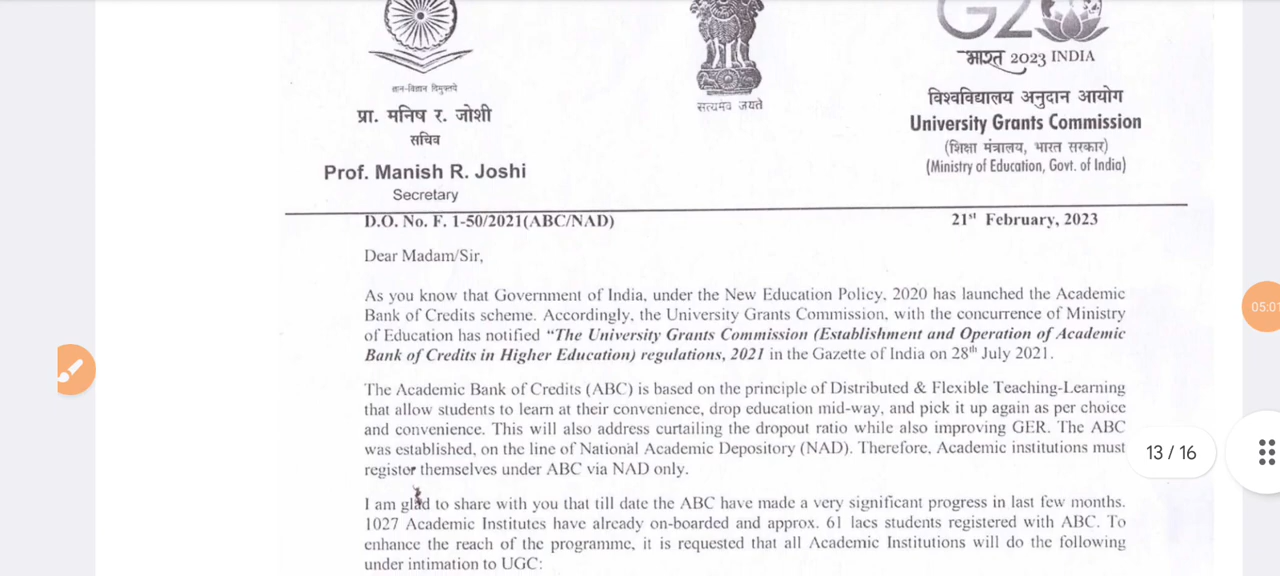 G20
भारत 2023 INDIA
ज्ञान-विज्ञान विमुक्तये
सत्यमेव जयते
विश्वविद्यालय अनुदान आयोग
प्रा. मनिष र. जोशी
University Grants Commission
सचिव
(शिक्षा मंत्रालय, भारत सरकार)
Prof. Manish R. Joshi
(Ministry of Education, Govt. of India)
Secretary
D.O. No. F. 1-50/2021(ABC/NAD) 21st February, 2023
Dear Madam/Sir,
As you know that Government of India, under the New Education Policy, 2020 has launched the Academic
Bank of Credits scheme. Accordingly, the University Grants Commission, with the concurrence of Ministry
of Education has notified “The University Grants Commission (Establishment and Operation of Academic
Bank of Credits in Higher Education) regulations, 2021 in the Gazette of India on 28th July 2021.
The Academic Bank of Credits (ABC) is based on the principle of Distributed & Flexible Teaching-Learning
that allow students to learn at their convenience, drop education mid-way, and pick it up again as per choice
and convenience. This will also address curtailing the dropout ratio while also improving GER. The ABC
was established, on the line of National Academic Depository (NAD). Therefore, Academic institutions must
register themselves under ABC via NAD only.
I am glad to share with you that till date the ABC have made a very significant progress in last few months.
1027 Academic Institutes have already on-boarded and approx. 61 lacs students registered with ABC. To
enhance the reach of the programme, it is requested that all Academic Institutions will do the following
under intimation to UGC:
05:01
13 / 16